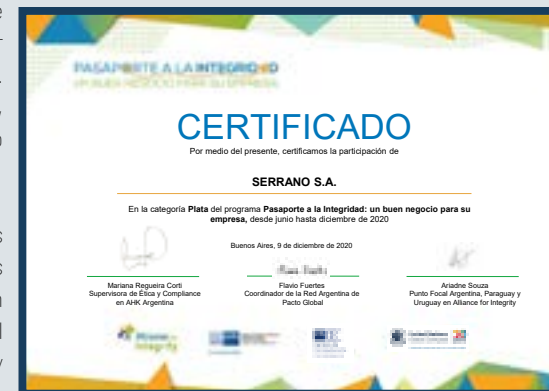 PASAPORTE A LA INTEGRIDAD
UN BUEN NEGOCIO PARA SU EMPRESA
CERTIFICADO
Por medio del presente, certificamos la participación de
SERRANO S.A.
En la categoría Plata del programa Pasaporte a la Integridad: un buen negocio para su
empresa, desde junio hasta diciembre de 2020
Buenos Aires, 9 de diciembre de 2020
Mariana Regueira Corti
Supervisora de Ética y Compliance
en AHK Argentina
Flavio Fuertes
Coordinador de la Red Argentina de
Pacto Global
Ariadne Souza
Punto Focal Argentina, Paraguay y
Uruguay en Alliance for Integrity
Integrity